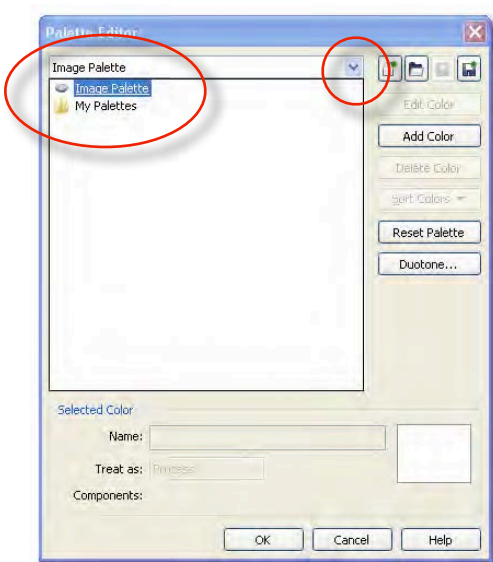 Palette Editor
Image Palette
Image Palette
My Palettes
Edit Color
Add Color
Delete Color
Sort Colors
Reset Palette
Duotone...
Selected Color
Name:
Treat as: Process
Components:
OK Cancel Help